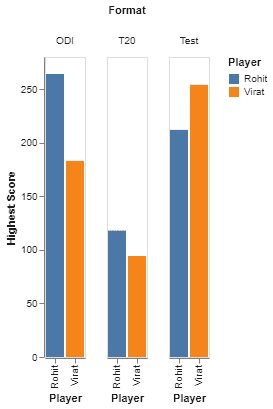 Format
ODI T20 Test
Player
Rohit
Virat
Highest Score
250
200
150
100
50
0
Rohit Virat Rohit Virat Rohit Virat
Player Player Player